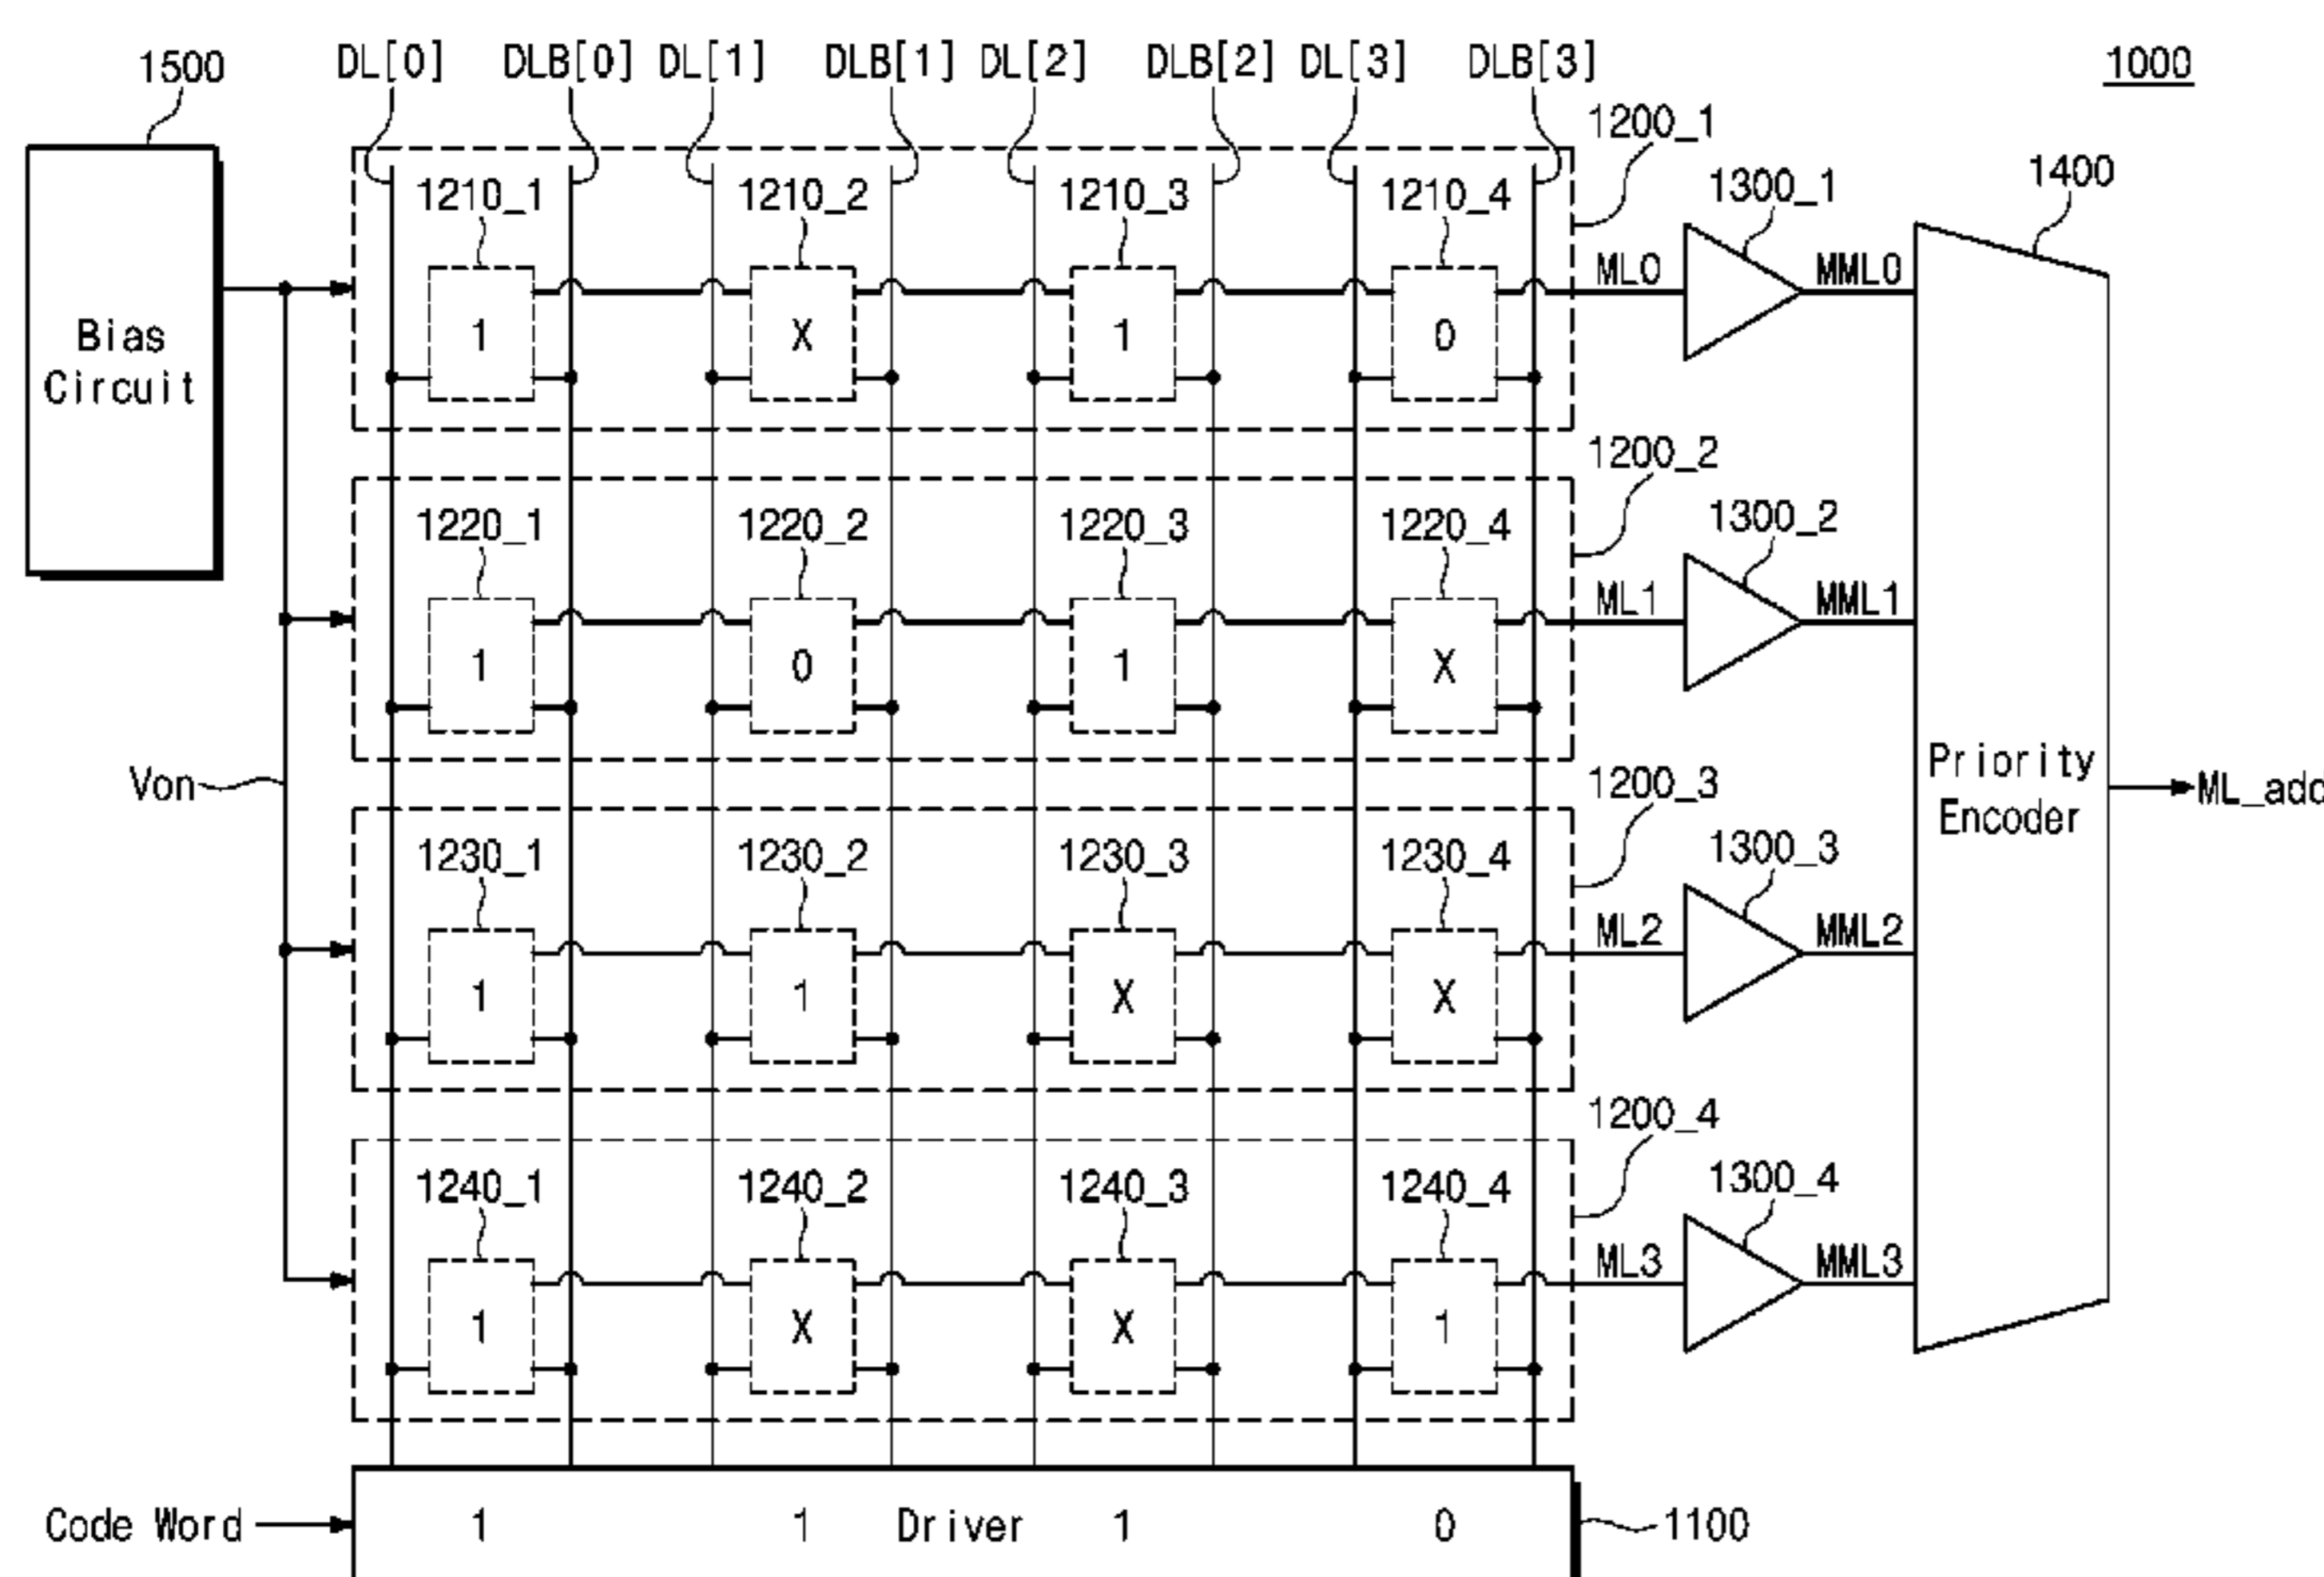 1000
1500
DL[0] DLB[0] DL[1] DLB[1] DL[2] DLB[2] DL[3] DLB[3]
1200_1
1210_1 1210_2 1210_3 1210_4
1300_1
1400
Bias
Circuit
1 X 1 0
ML0 MML0
1200_2
1220_1 1220_2 1220_3 1220_4
1300_2
1 0 1 X
ML1 MML1
Von
1200_3
Priority
Encoder
ML_add
1230_1 1230_2 1230_3 1230_4
1300_3
1 1 X X
ML2 MML2
1200_4
1240_1 1240_2 1240_3 1240_4
1300_4
1 X X 1
ML3 MML3
Code Word 1 1 Driver 1 0 1100